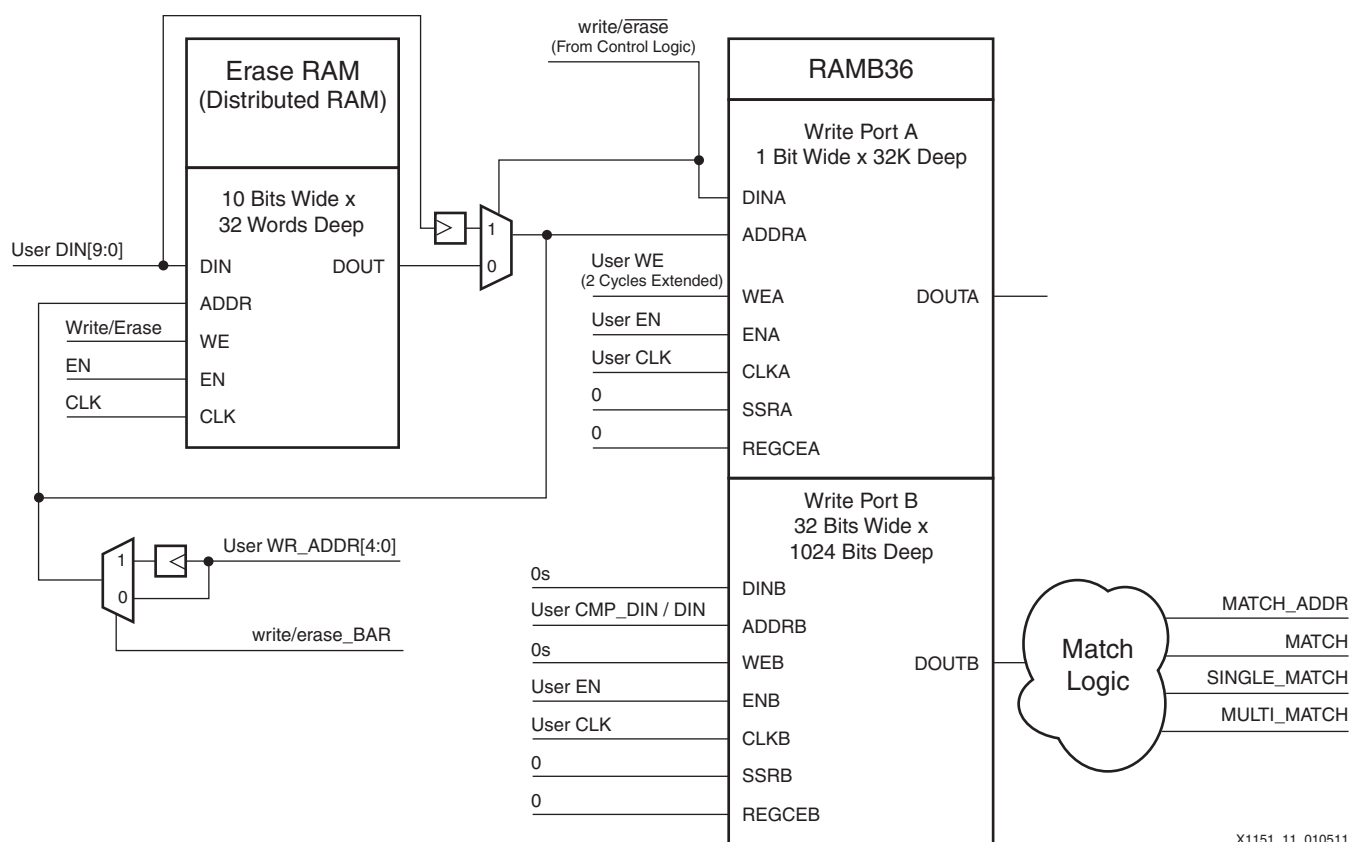 write/erase
(From Control Logic)
Erase RAM
(Distributed RAM)
10 Bits Wide x
32 Words Deep
User DIN[9:0]
DIN
DOUT
ADDR
Write/Erase
WE
EN
EN
CLK
CLK
1
0
User WR_ADDR[4:0]
1
0
write/erase_BAR
RAMB36
Write Port A
1 Bit Wide x 32K Deep
DINA
ADDRA
User WE
(2 Cycles Extended)
WEA
DOUTA
User EN
ENA
User CLK
CLKA
0
SSRA
0
REGCEA
Write Port B
32 Bits Wide x
1024 Bits Deep
0s
DINB
User CMP_DIN / DIN
ADDRB
0s
WEB
DOUTB
User EN
ENB
User CLK
CLKB
0
SSRB
0
REGCEB
Match
Logic
MATCH_ADDR
MATCH
SINGLE_MATCH
MULTI_MATCH
X1151_11_010511